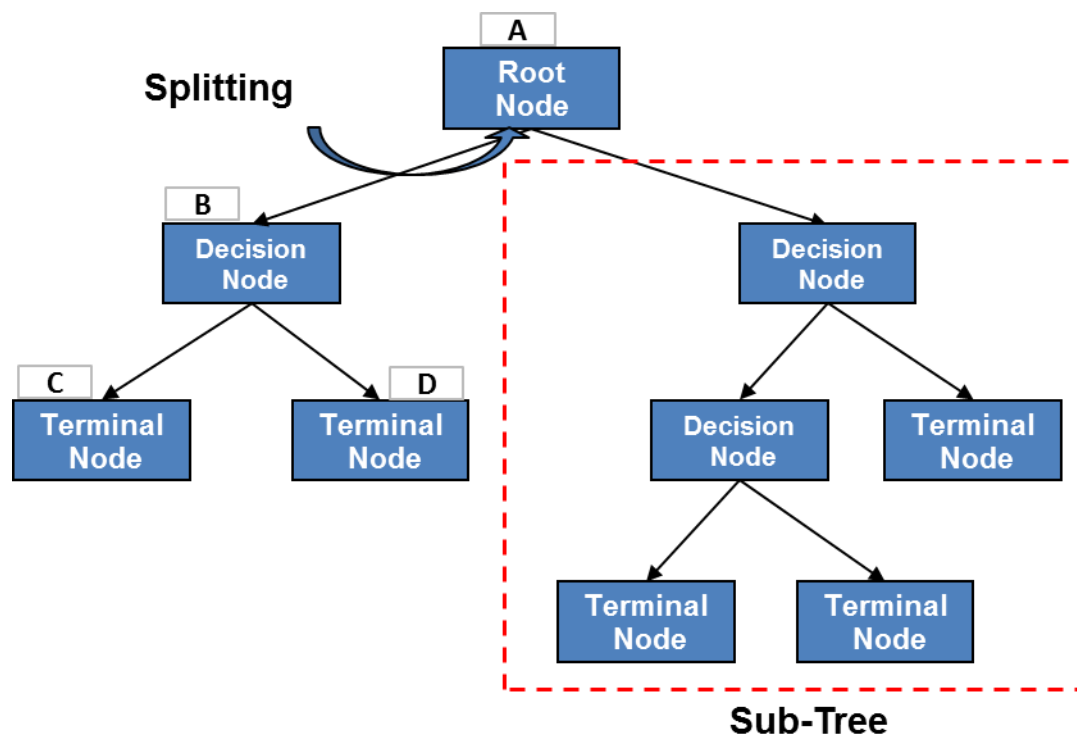 A
Root
Node
Splitting
B
Decision
Node
Decision
Node
C
Terminal
Node
D
Terminal
Node
Decision
Node
Terminal
Node
Terminal
Node
Terminal
Node
Sub-Tree